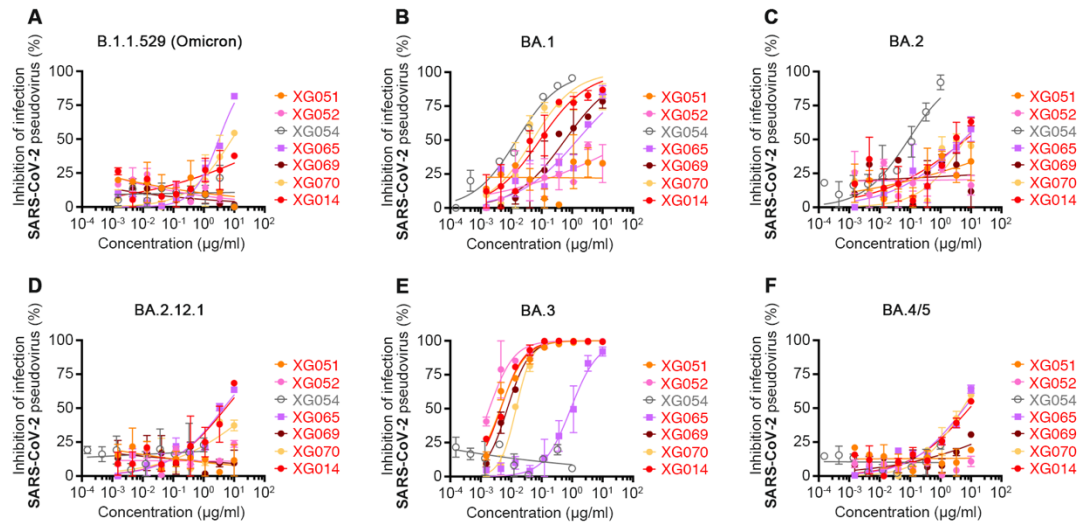 A
B.1.1.529 (Omicron)
Inhibition of infection
SARS-CoV-2 pseudovirus (%)
100
75
50
25
0
10⁻⁴ 10⁻³ 10⁻² 10⁻¹ 10⁰ 10¹ 10²
Concentration (µg/ml)
XG051
XG052
XG054
XG065
XG069
XG070
XG014
B
BA.1
Inhibition of infection
SARS-CoV-2 pseudovirus (%)
100
75
50
25
0
10⁻⁴ 10⁻³ 10⁻² 10⁻¹ 10⁰ 10¹ 10²
Concentration (µg/ml)
XG051
XG052
XG054
XG065
XG069
XG070
XG014
C
BA.2
Inhibition of infection
SARS-CoV-2 pseudovirus (%)
100
75
50
25
0
10⁻⁴ 10⁻³ 10⁻² 10⁻¹ 10⁰ 10¹ 10²
Concentration (µg/ml)
XG051
XG052
XG054
XG065
XG069
XG070
XG014
D
BA.2.12.1
Inhibition of infection
SARS-CoV-2 pseudovirus (%)
100
75
50
25
0
10⁻⁴ 10⁻³ 10⁻² 10⁻¹ 10⁰ 10¹ 10²
Concentration (µg/ml)
XG051
XG052
XG054
XG065
XG069
XG070
XG014
E
BA.3
Inhibition of infection
SARS-CoV-2 pseudovirus (%)
100
75
50
25
0
10⁻⁴ 10⁻³ 10⁻² 10⁻¹ 10⁰ 10¹ 10²
Concentration (µg/ml)
XG051
XG052
XG054
XG065
XG069
XG070
XG014
F
BA.4/5
Inhibition of infection
SARS-CoV-2 pseudovirus (%)
100
75
50
25
0
10⁻⁴ 10⁻³ 10⁻² 10⁻¹ 10⁰ 10¹ 10²
Concentration (µg/ml)
XG051
XG052
XG054
XG065
XG069
XG070
XG014